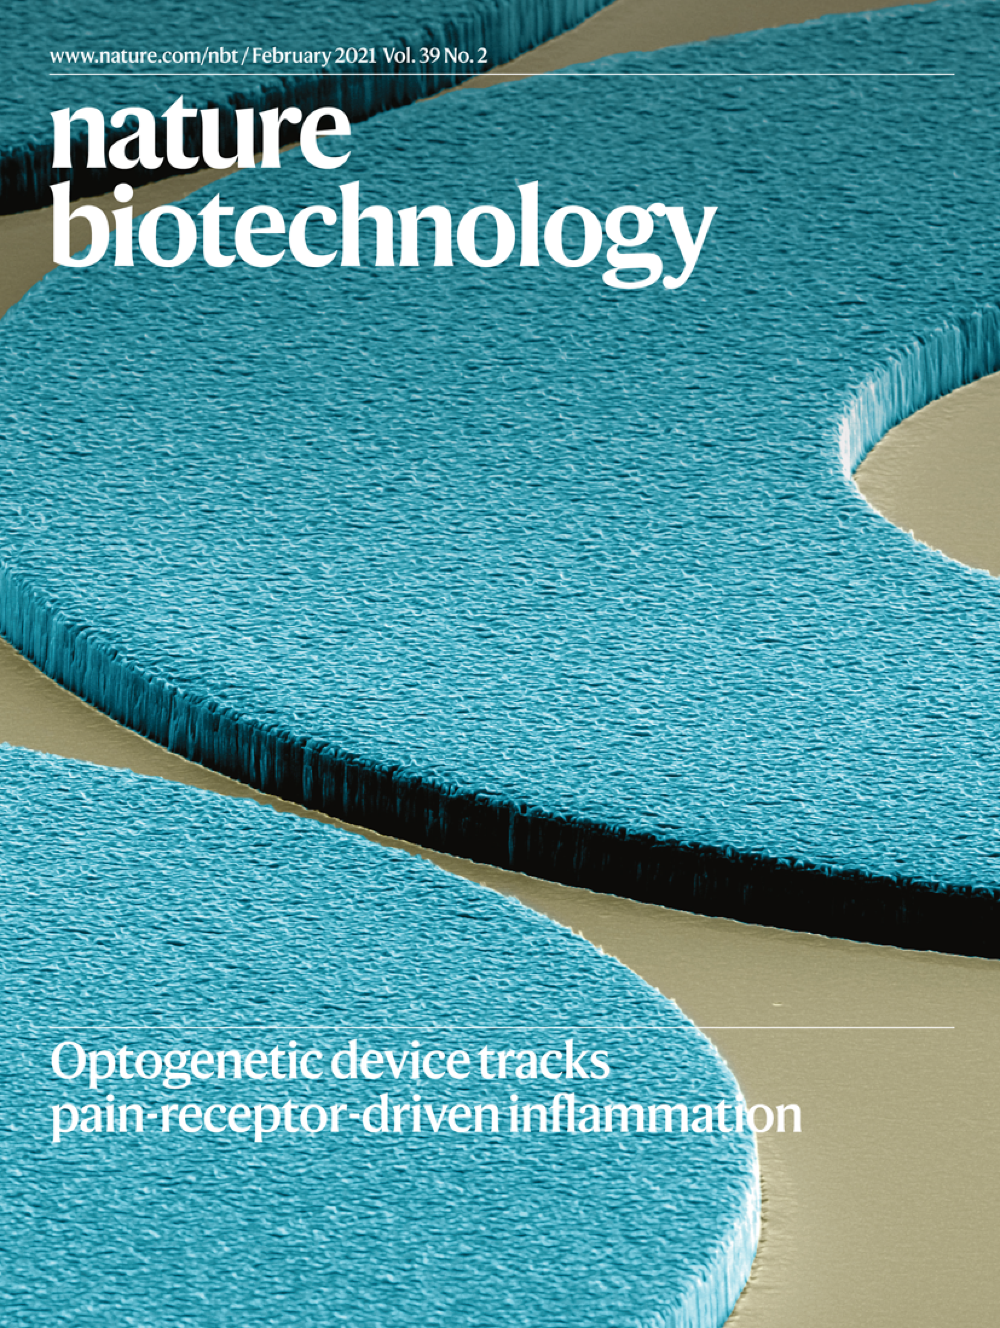 www.nature.com/nbt / February 2021 Vol. 39 No. 2
nature
biotechnology
Optogenetic device tracks
pain-receptor-driven inflammation